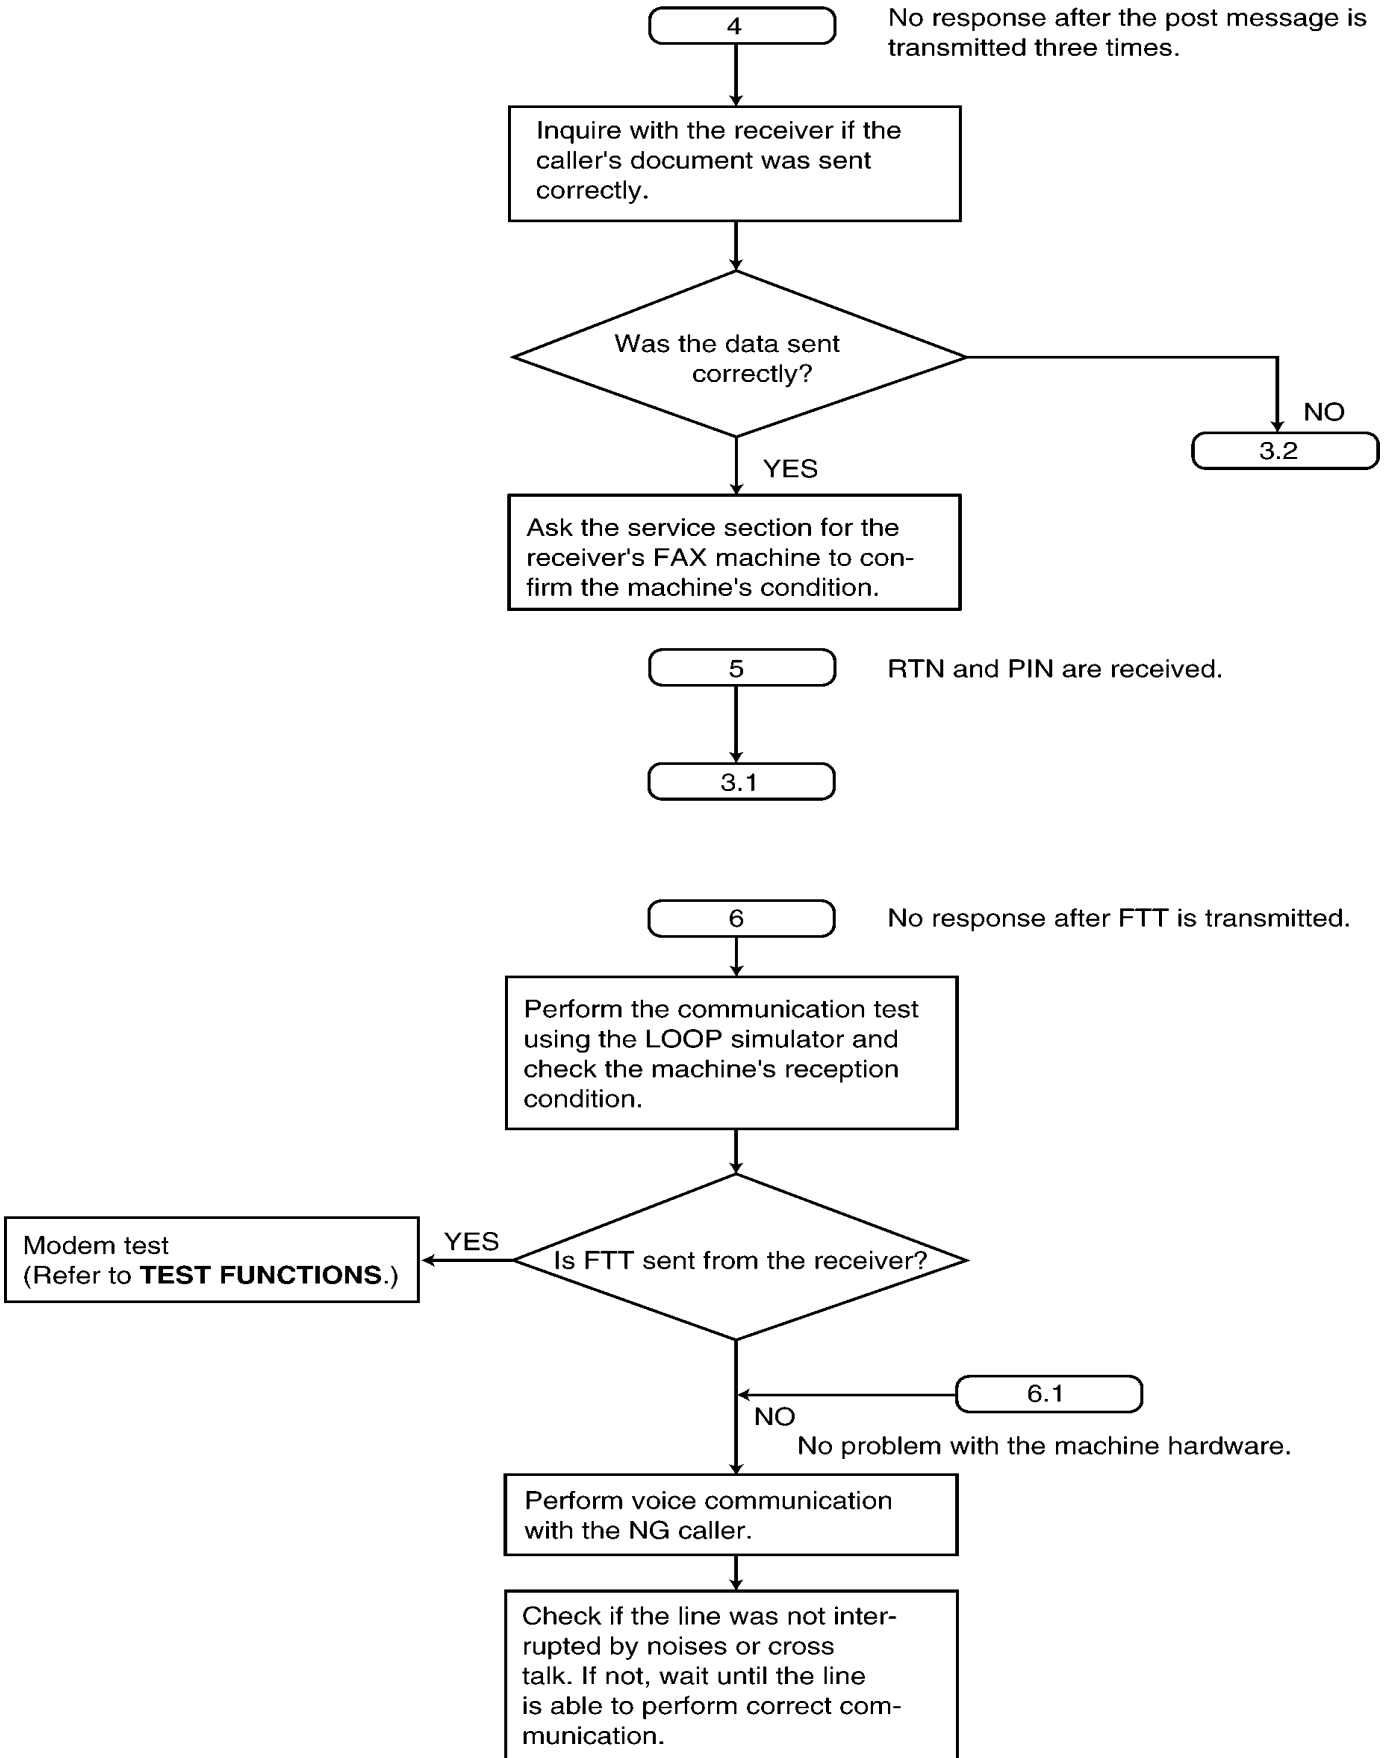 4
No response after the post message is
transmitted three times.
Inquire with the receiver if the
caller's document was sent
correctly.
Was the data sent
correctly?
NO
3.2
YES
Ask the service section for the
receiver's FAX machine to con-
firm the machine's condition.
5
RTN and PIN are received.
3.1
6
No response after FTT is transmitted.
Perform the communication test
using the LOOP simulator and
check the machine's reception
condition.
Is FTT sent from the receiver?
YES
Modem test
(Refer to TEST FUNCTIONS.)
6.1
NO
No problem with the machine hardware.
Perform voice communication
with the NG caller.
Check if the line was not inter-
rupted by noises or cross
talk. If not, wait until the line
is able to perform correct com-
munication.